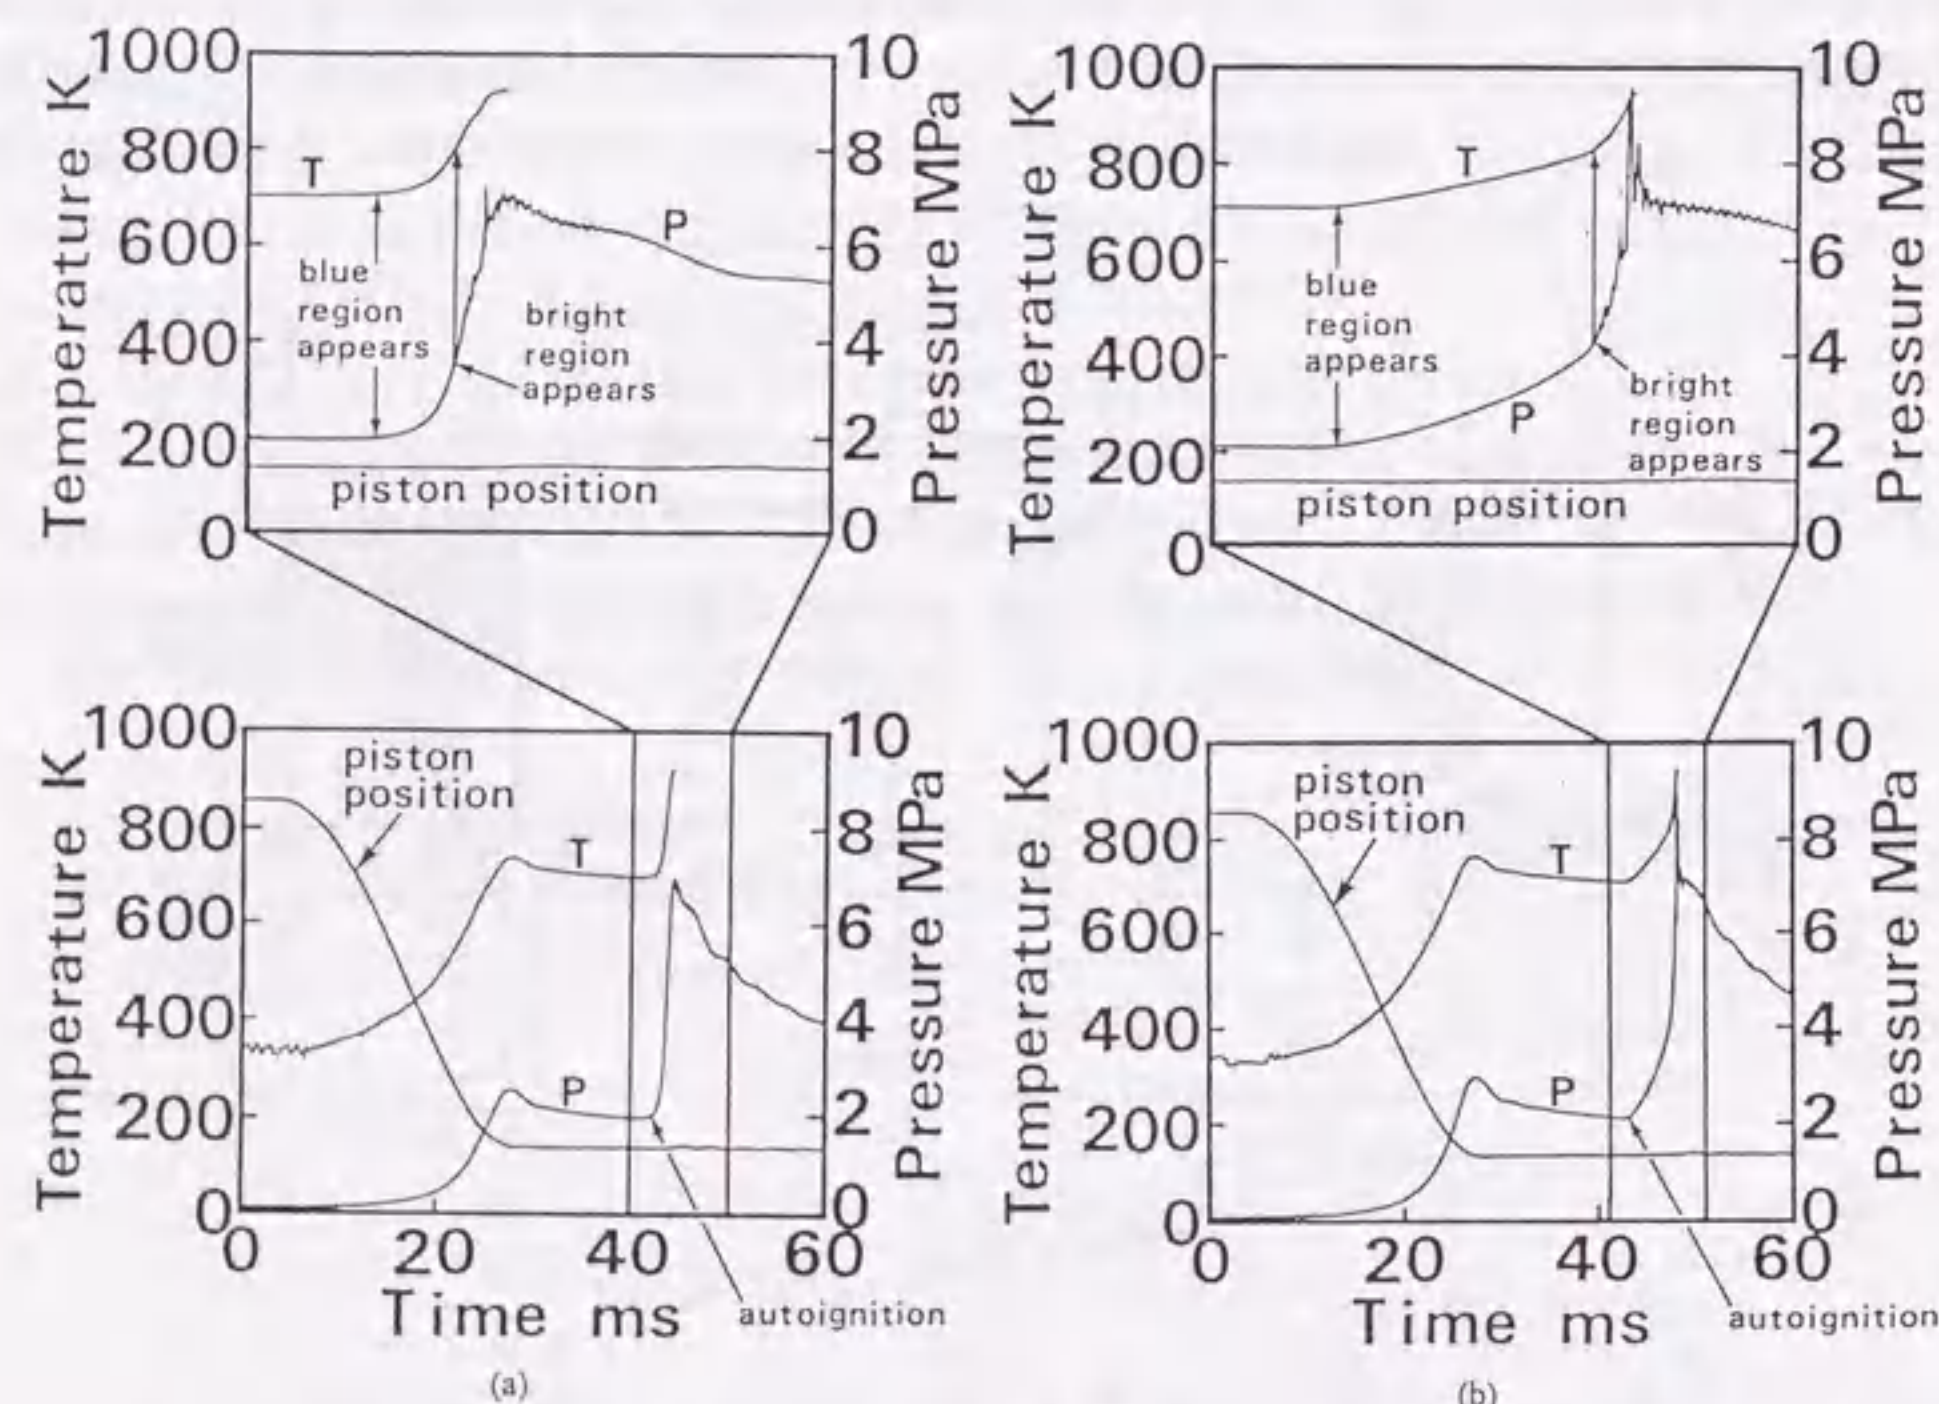 Temperature K
1000
800
600
400
200
0
T
blue
region
appears
bright
region
appears
P
piston position
10
8
6
4
2
0
Pressure MPa
Temperature K
1000
800
600
400
200
0
T
blue
region
appears
P
bright
region
appears
piston position
10
8
6
4
2
0
Pressure MPa
Temperature K
1000
800
600
400
200
0
piston
position
T
P
10
8
6
4
2
0
Pressure MPa
0 20 40 60
Time ms
autoignition
(a)
Temperature K
1000
800
600
400
200
0
piston
position
T
P
10
8
6
4
2
0
Pressure MPa
0 20 40 60
Time ms
autoignition
(b)